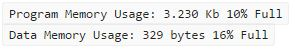 Program Memory Usage: 3.230 Kb 10% Full
Data Memory Usage: 329 bytes 16% Full